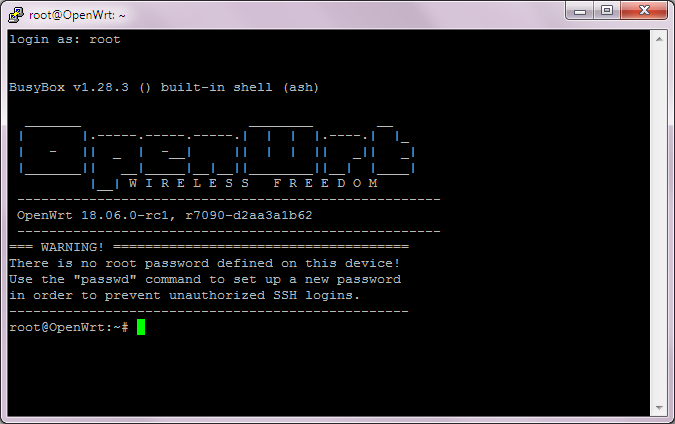 root@OpenWrt: ~
login as: root
BusyBox v1.28.3 () built-in shell (ash)
OpenWrt
W I R E L E S S   F R E E D O M
-----------------------------------------------------
OpenWrt 18.06.0-rc1, r7090-d2aa3a1b62
-----------------------------------------------------
=== WARNING! =====================================
There is no root password defined on this device!
Use the "passwd" command to set up a new password
in order to prevent unauthorized SSH logins.
--------------------------------------------------
root@OpenWrt:~#